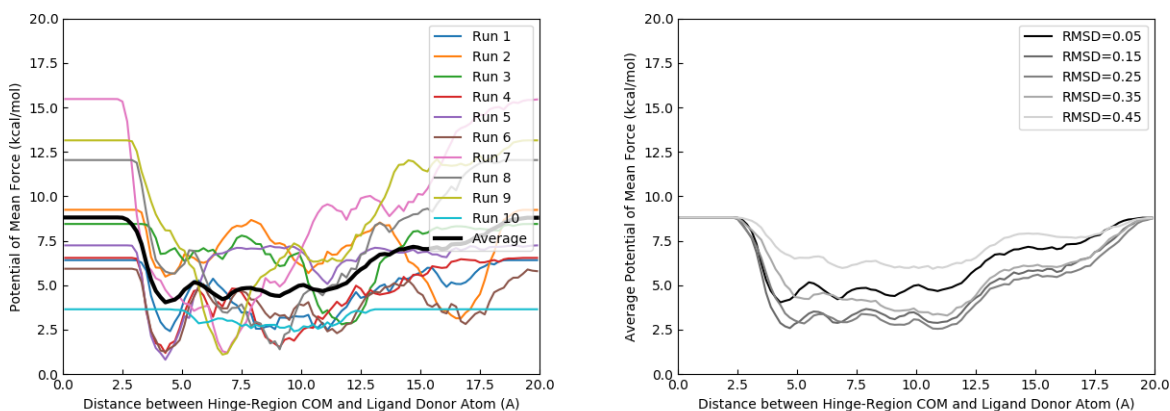 20.0
17.5
15.0
12.5
10.0
7.5
5.0
2.5
0.0
Potential of Mean Force (kcal/mol)
Run 1
Run 2
Run 3
Run 4
Run 5
Run 6
Run 7
Run 8
Run 9
Run 10
Average
0.0 2.5 5.0 7.5 10.0 12.5 15.0 17.5 20.0
Distance between Hinge-Region COM and Ligand Donor Atom (A)
20.0
17.5
15.0
12.5
10.0
7.5
5.0
2.5
0.0
Average Potential of Mean Force (kcal/mol)
RMSD=0.05
RMSD=0.15
RMSD=0.25
RMSD=0.35
RMSD=0.45
0.0 2.5 5.0 7.5 10.0 12.5 15.0 17.5 20.0
Distance between Hinge-Region COM and Ligand Donor Atom (A)